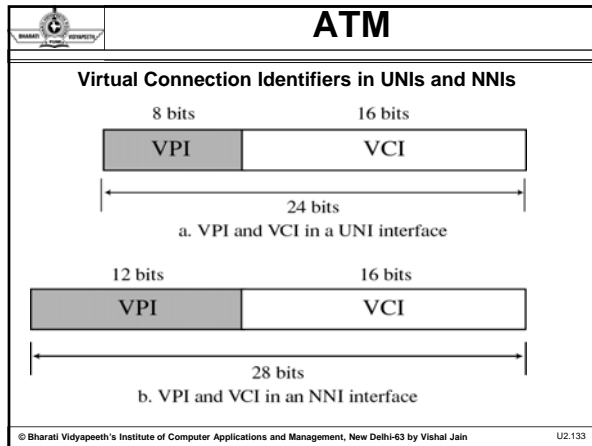 BHARATI VIDYAPEETH
ATM
Virtual Connection Identifiers in UNIs and NNIs
8 bits 16 bits
VPI VCI
24 bits
a. VPI and VCI in a UNI interface
12 bits 16 bits
VPI VCI
28 bits
b. VPI and VCI in an NNI interface
© Bharati Vidyapeeth's Institute of Computer Applications and Management, New Delhi-63 by Vishal Jain U2.133